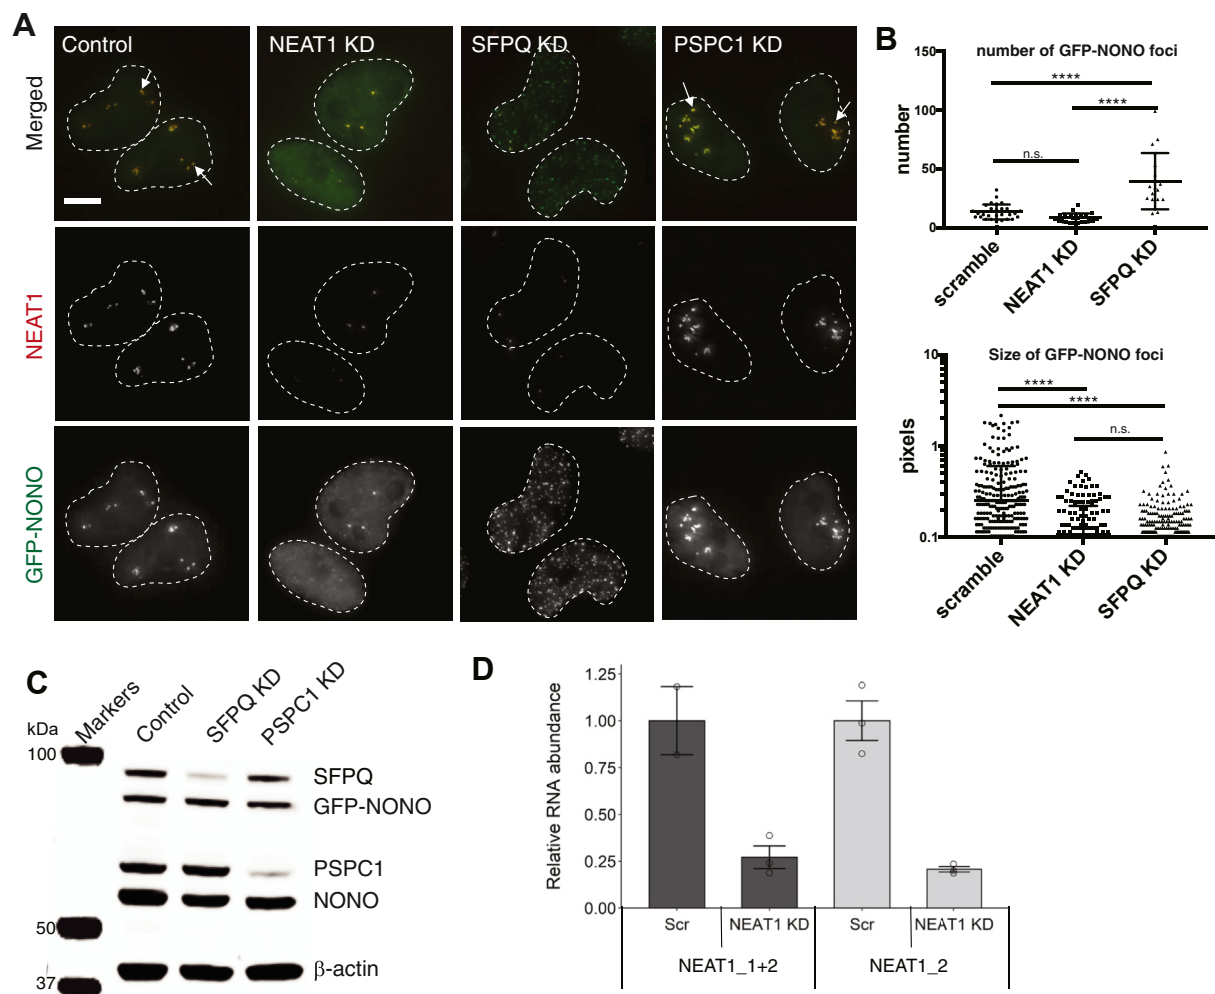 A
Control
NEAT1 KD
SFPQ KD
PSPC1 KD
Merged
NEAT1
GFP-NONO
B
number of GFP-NONO foci
150
100
50
0
number
****
****
n.s.
scramble
NEAT1 KD
SFPQ KD
Size of GFP-NONO foci
10
1
0.1
pixels
****
****
n.s.
scramble
NEAT1 KD
SFPQ KD
C
kDa
Markers
Control
SFPQ KD
PSPC1 KD
100
50
37
SFPQ
GFP-NONO
PSPC1
NONO
β-actin
D
Relative RNA abundance
1.25
1.00
0.75
0.50
0.25
0.00
Scr
NEAT1 KD
Scr
NEAT1 KD
NEAT1_1+2
NEAT1_2